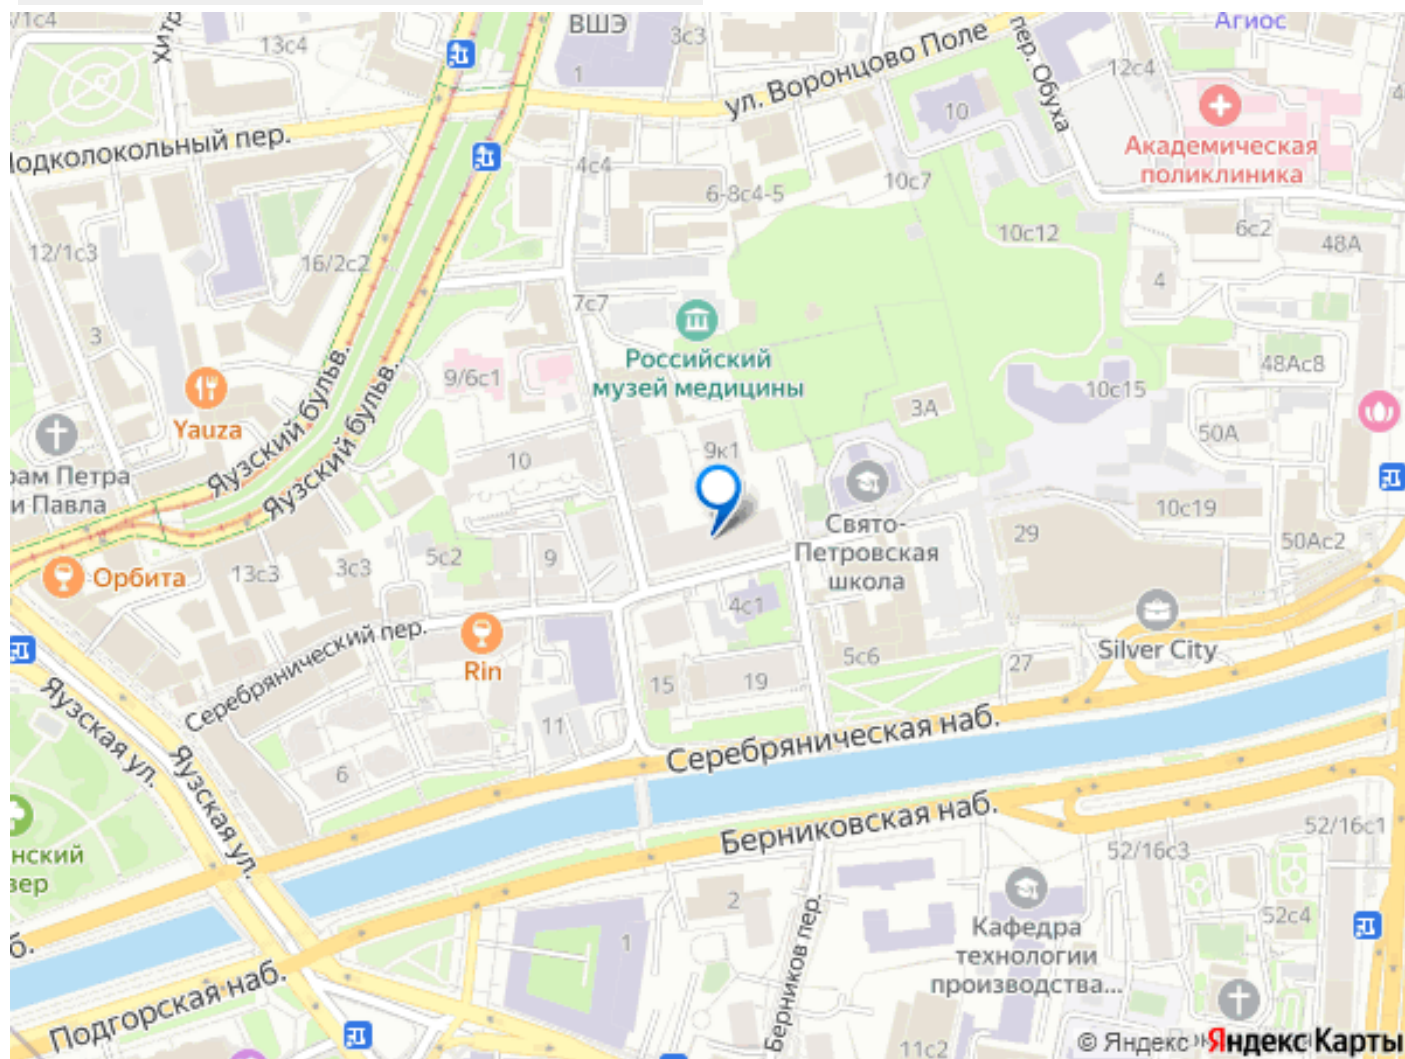 /1с4
Хитр
13с4
ВШЭ
3с3
1
ул. Воронцово Поле
пер. Обуха
Агиос
12с4
10
Академическая
поликлиника
Подколокольный пер.
4с4
6-8с4-5
10с7
10с12
6с2
48А
12/1с3
16/2с2
4
3
7с7
Российский
музей медицины
9/6с1
48Ас8
10с15
3А
Yauza
50А
Яузский бульв.
Яузский бульв.
рам Петра
и Павла
10
9к1
10с19
Свято-
Петровская
школа
29
50Ас2
Орбита
13с3
3с3
5с2
9
4с1
Silver City
Серебрянический пер.
Rin
5с6
27
15
19
11
6
Серебряническая наб.
Яузская ул.
Яузская ул.
Берниковская наб.
52/16с1
52/16с3
нский
зер
2
52с4
Кафедра
технологии
производства...
1
Берников пер.
б.
Подгорская наб.
11с2
© Яндекс
Яндекс Карты